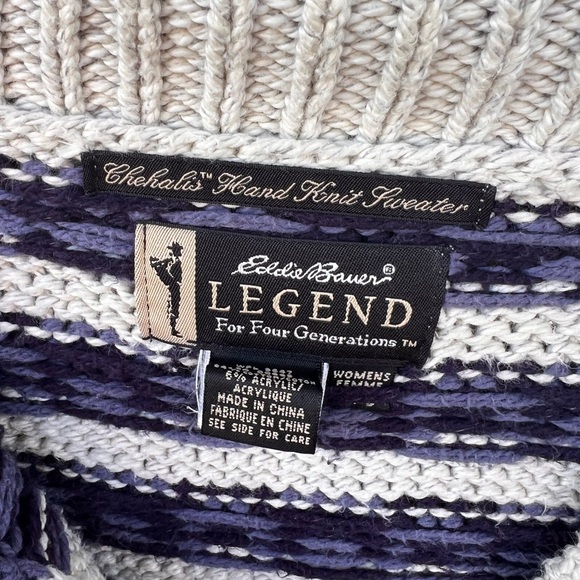 Chehalis™ Hand Knit Sweater
Eddie Bauer®
LEGEND
For Four Generations™
WOMENS
FEMME
6% ACRYLIC/
ACRYLIQUE
MADE IN CHINA
FABRIQUE EN CHINE
SEE SIDE FOR CARE